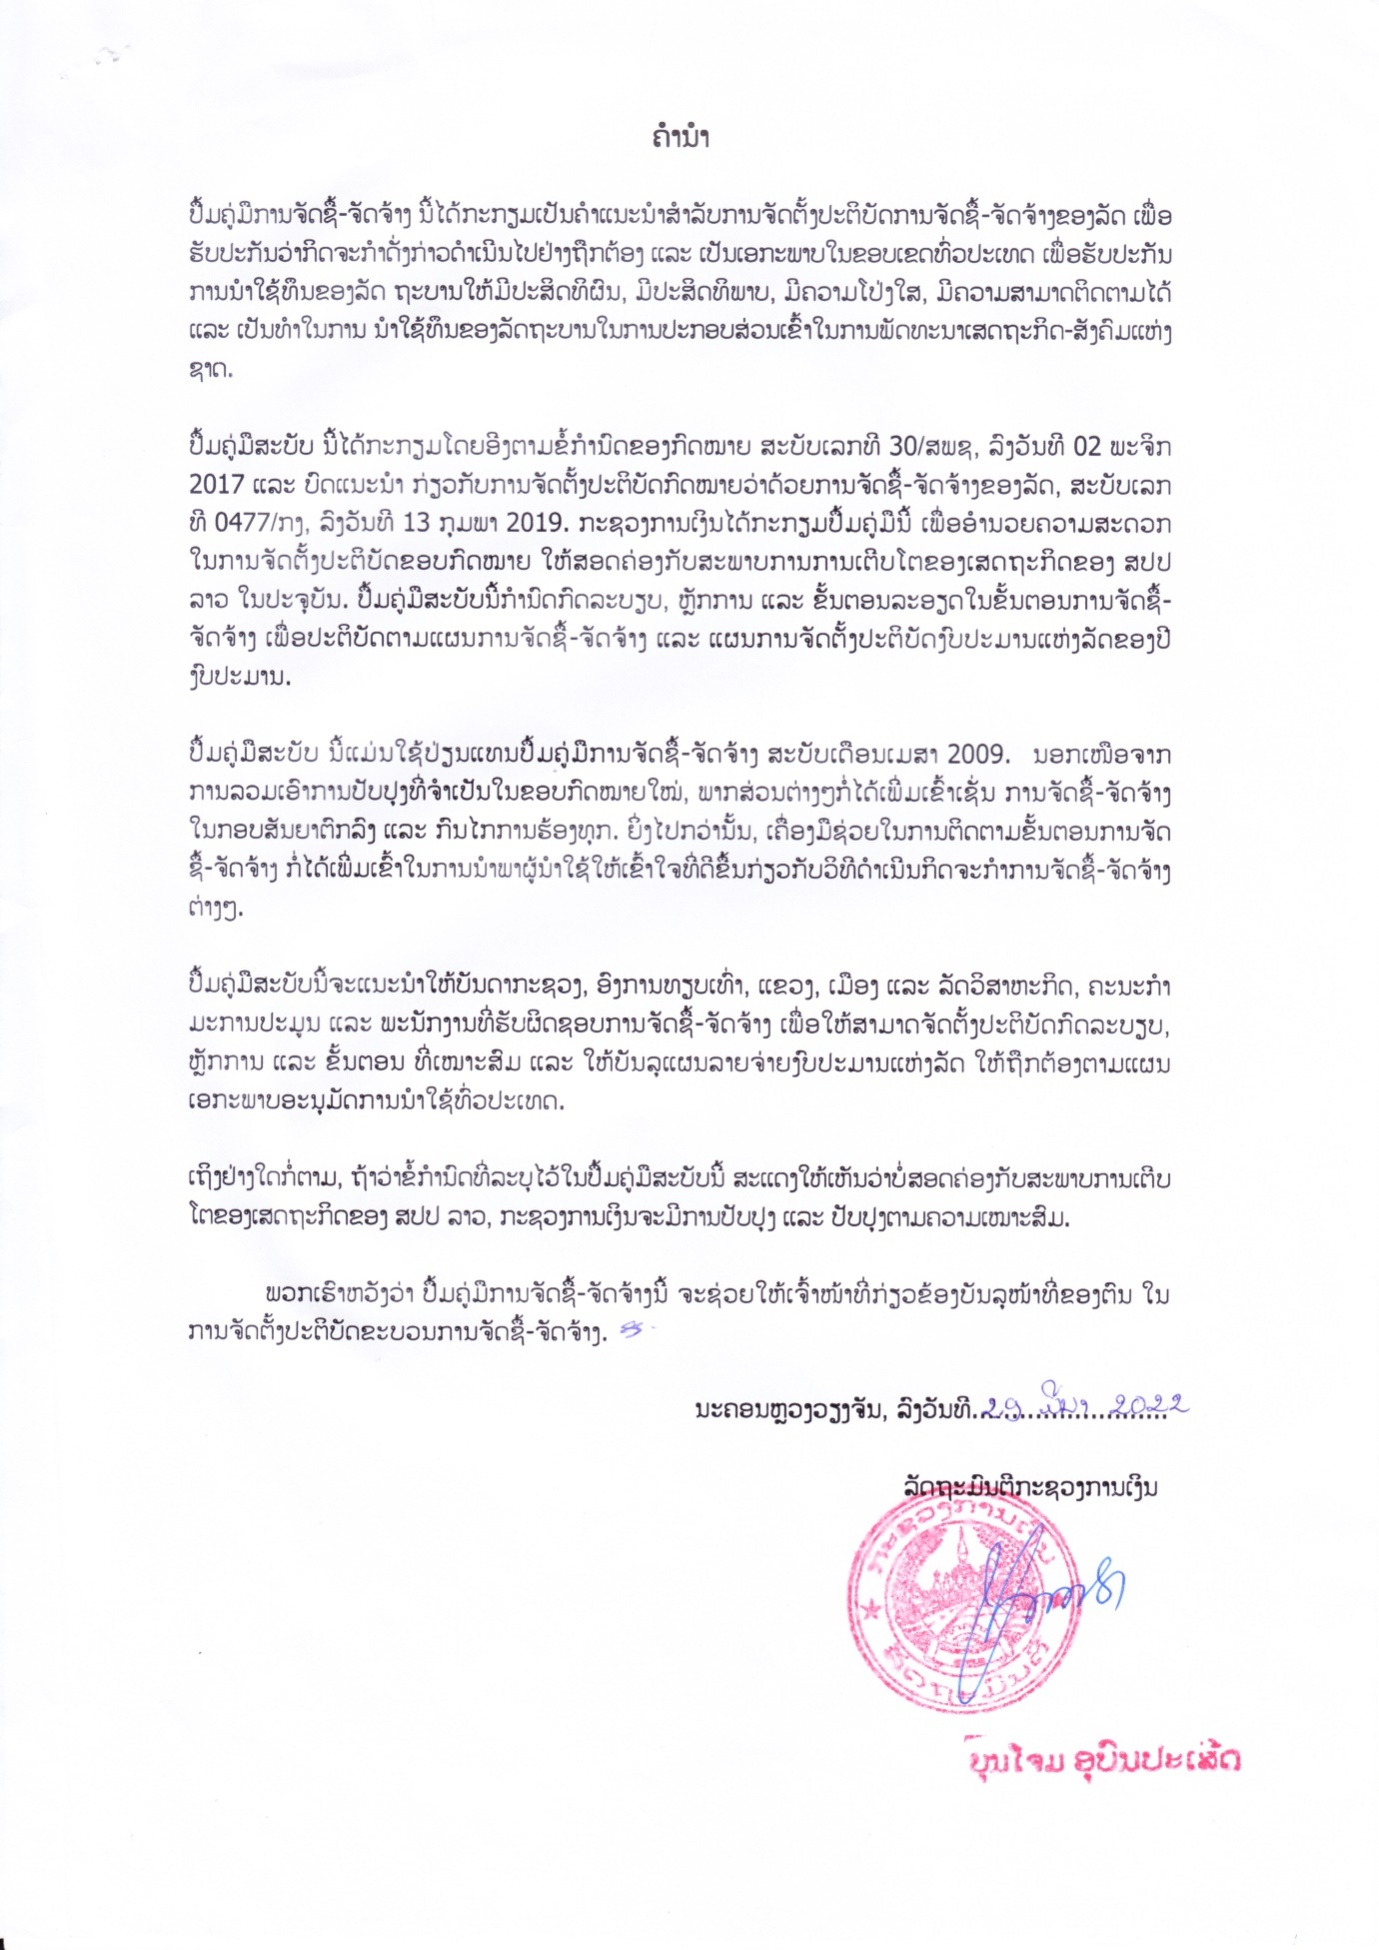 ຄໍານໍາ
ປຶ້ມຄູ່ມືການຈັດຊື້-ຈັດຈ້າງ ນີ້ໄດ້ກະກຽມເປັນຄໍາແນະນໍາສໍາລັບການຈັດຕັ້ງປະຕິບັດການຈັດຊື້-ຈັດຈ້າງຂອງລັດ ເພື່ອ
ຮັບປະກັນວ່າກິດຈະກໍາດັ່ງກ່າວດໍາເນີນໄປຢ່າງຖືກຕ້ອງ ແລະ ເປັນເອກະພາບໃນຂອບເຂດທົ່ວປະເທດ ເພື່ອຮັບປະກັນ
ການນໍາໃຊ້ທຶນຂອງລັດ ຖະບານໃຫ້ມີປະສິດທິຜົນ, ມີປະສິດທິພາບ, ມີຄວາມໂປ່ງໃສ, ມີຄວາມສາມາດຕິດຕາມໄດ້
ແລະ ເປັນທໍາໃນການ ນໍາໃຊ້ທຶນຂອງລັດຖະບານໃນການປະກອບສ່ວນເຂົ້າໃນການພັດທະນາເສດຖະກິດ-ສັງຄົມແຫ່ງ
ຊາດ.
ປຶ້ມຄູ່ມືສະບັບ ນີ້ໄດ້ກະກຽມໂດຍອີງຕາມຂໍ້ກໍານົດຂອງກົດໝາຍ ສະບັບເລກທີ 30/ສພຊ, ລົງວັນທີ 02 ພະຈິກ
2017 ແລະ ບົດແນະນໍາ ກ່ຽວກັບການຈັດຕັ້ງປະຕິບັດກົດໝາຍວ່າດ້ວຍການຈັດຊື້-ຈັດຈ້າງຂອງລັດ, ສະບັບເລກ
ທີ 0477/ກງ, ລົງວັນທີ 13 ກຸມພາ 2019. ກະຊວງການເງິນໄດ້ກະກຽມປຶ້ມຄູ່ມືນີ້ ເພື່ອອໍານວຍຄວາມສະດວກ
ໃນການຈັດຕັ້ງປະຕິບັດຂອບກົດໝາຍ ໃຫ້ສອດຄ່ອງກັບສະພາບການການເຕີບໂຕຂອງເສດຖະກິດຂອງ ສປປ
ລາວ ໃນປະຈຸບັນ. ປຶ້ມຄູ່ມືສະບັບນີ້ກໍານົດກົດລະບຽບ, ຫຼັກການ ແລະ ຂັ້ນຕອນລະອຽດໃນຂັ້ນຕອນການຈັດຊື້-
ຈັດຈ້າງ ເພື່ອປະຕິບັດຕາມແຜນການຈັດຊື້-ຈັດຈ້າງ ແລະ ແຜນການຈັດຕັ້ງປະຕິບັດງົບປະມານແຫ່ງລັດຂອງປີ
ງົບປະມານ.
ປຶ້ມຄູ່ມືສະບັບ ນີ້ແມ່ນໃຊ້ປ່ຽນແທນປຶ້ມຄູ່ມືການຈັດຊື້-ຈັດຈ້າງ ສະບັບເດືອນເມສາ 2009. ນອກເໜືອຈາກ
ການລວມເອົາການປັບປຸງທີ່ຈໍາເປັນໃນຂອບກົດໝາຍໃໝ່, ພາກສ່ວນຕ່າງໆກໍ່ໄດ້ເພີ່ມເຂົ້າເຊັ່ນ ການຈັດຊື້-ຈັດຈ້າງ
ໃນກອບສັນຍາຕົກລົງ ແລະ ກົນໄກການຮ້ອງທຸກ. ຍິ່ງໄປກວ່ານັ້ນ, ເຄື່ອງມືຊ່ວຍໃນການຕິດຕາມຂັ້ນຕອນການຈັດ
ຊື້-ຈັດຈ້າງ ກໍ່ໄດ້ເພີ່ມເຂົ້າໃນການນໍາພາຜູ້ນໍາໃຊ້ໃຫ້ເຂົ້າໃຈທີ່ດີຂຶ້ນກ່ຽວກັບວິທີດໍາເນີນກິດຈະກໍາການຈັດຊື້-ຈັດຈ້າງ
ຕ່າງໆ.
ປຶ້ມຄູ່ມືສະບັບນີ້ຈະແນະນໍາໃຫ້ບັນດາກະຊວງ, ອົງການທຽບເທົ່າ, ແຂວງ, ເມືອງ ແລະ ລັດວິສາຫະກິດ, ຄະນະກໍາ
ມະການປະມູນ ແລະ ພະນັກງານທີ່ຮັບຜິດຊອບການຈັດຊື້-ຈັດຈ້າງ ເພື່ອໃຫ້ສາມາດຈັດຕັ້ງປະຕິບັດກົດລະບຽບ,
ຫຼັກການ ແລະ ຂັ້ນຕອນ ທີ່ເໝາະສົມ ແລະ ໃຫ້ບັນລຸແຜນລາຍຈ່າຍງົບປະມານແຫ່ງລັດ ໃຫ້ຖືກຕ້ອງຕາມແຜນ
ເອກະພາບອະນຸມັດການນໍາໃຊ້ທົ່ວປະເທດ.
ເຖິງຢ່າງໃດກໍ່ຕາມ, ຖ້າວ່າຂໍ້ກໍານົດທີ່ລະບຸໄວ້ໃນປຶ້ມຄູ່ມືສະບັບນີ້ ສະແດງໃຫ້ເຫັນວ່າບໍ່ສອດຄ່ອງກັບສະພາບການເຕີບ
ໂຕຂອງເສດຖະກິດຂອງ ສປປ ລາວ, ກະຊວງການເງິນຈະມີການປັບປຸງ ແລະ ປັບປຸງຕາມຄວາມເໝາະສົມ.
ພວກເຮົາຫວັງວ່າ ປຶ້ມຄູ່ມືການຈັດຊື້-ຈັດຈ້າງນີ້ ຈະຊ່ວຍໃຫ້ເຈົ້າໜ້າທີ່ກ່ຽວຂ້ອງບັນລຸໜ້າທີ່ຂອງຕົນ ໃນ
ການຈັດຕັ້ງປະຕິບັດຂະບວນການຈັດຊື້-ຈັດຈ້າງ.
ນະຄອນຫຼວງວຽງຈັນ, ລົງວັນທີ 29 ມີນາ 2022
ລັດຖະມົນຕີກະຊວງການເງິນ
ກະຊວງການເງິນ
ລັດຖະມົນຕີ
ບຸນໂຈມ ອຸບົນປະເສີດ